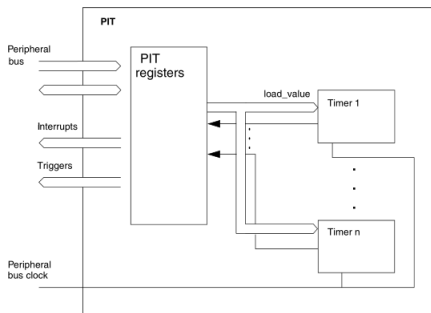 PIT
Peripheral
bus
PIT
registers
load_value
Timer 1
Interrupts
Triggers
Timer n
Peripheral
bus clock